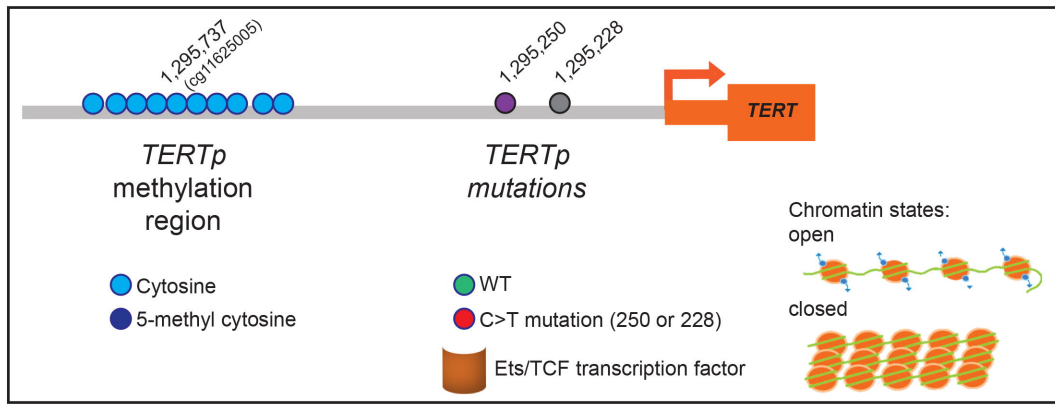 1,295,737
(cg11625005)
1,295,250
1,295,228
TERT
TERTp
methylation
region
TERTp
mutations
Cytosine
5-methyl cytosine
WT
C>T mutation (250 or 228)
Ets/TCF transcription factor
Chromatin states:
open
closed